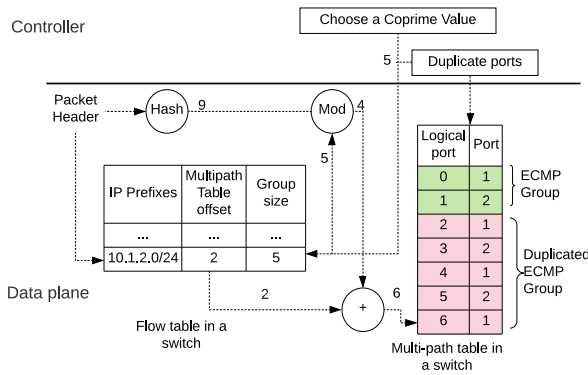 Choose a Coprime Value
Controller
5
Duplicate ports
Packet
Header
Hash
9
Mod
4
5
Logical
port
Port
0 1
1 2
2 1
3 2
4 1
5 2
6 1
ECMP
Group
Duplicated
ECMP
Group
IP Prefixes
Multipath
Table
offset
Group
size
... ... ...
10.1.2.0/24 2 5
Data plane
2
+
6
Flow table in a
switch
Multi-path table in
a switch